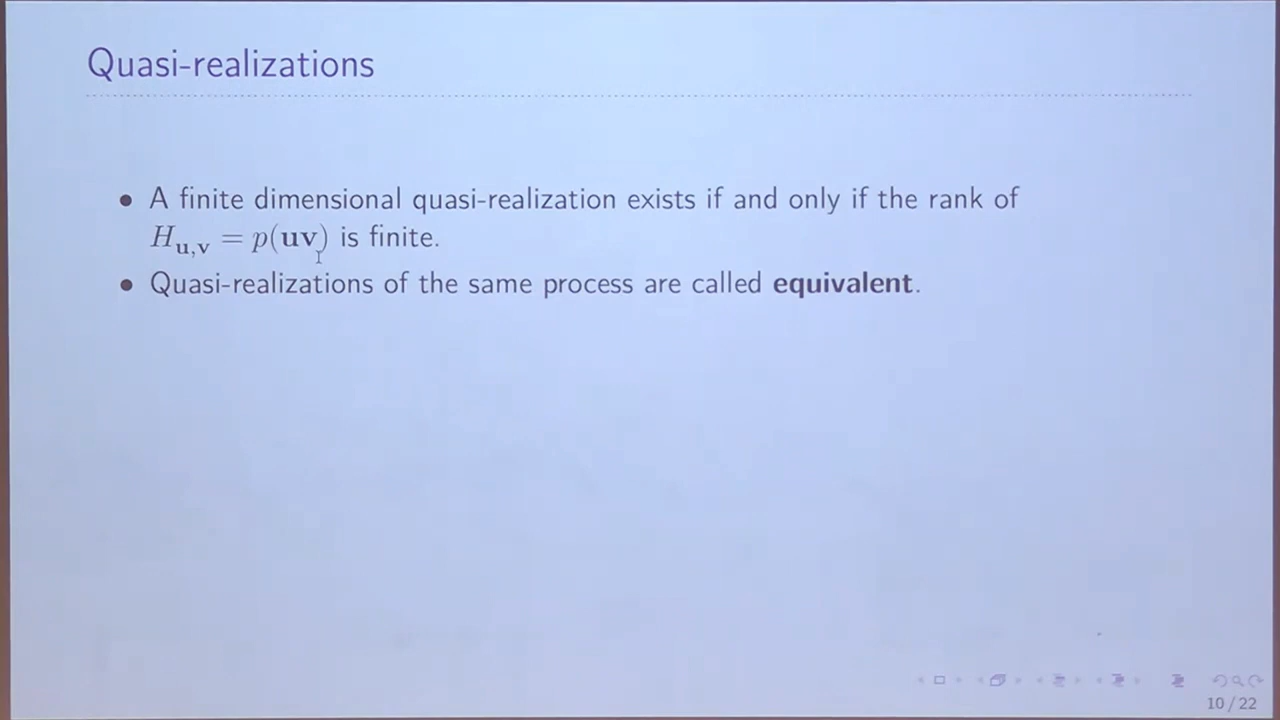 Quasi-realizations
• A finite dimensional quasi-realization exists if and only if the rank of
H_{u,v} = p(uv) is finite.
• Quasi-realizations of the same process are called equivalent.
10 / 22